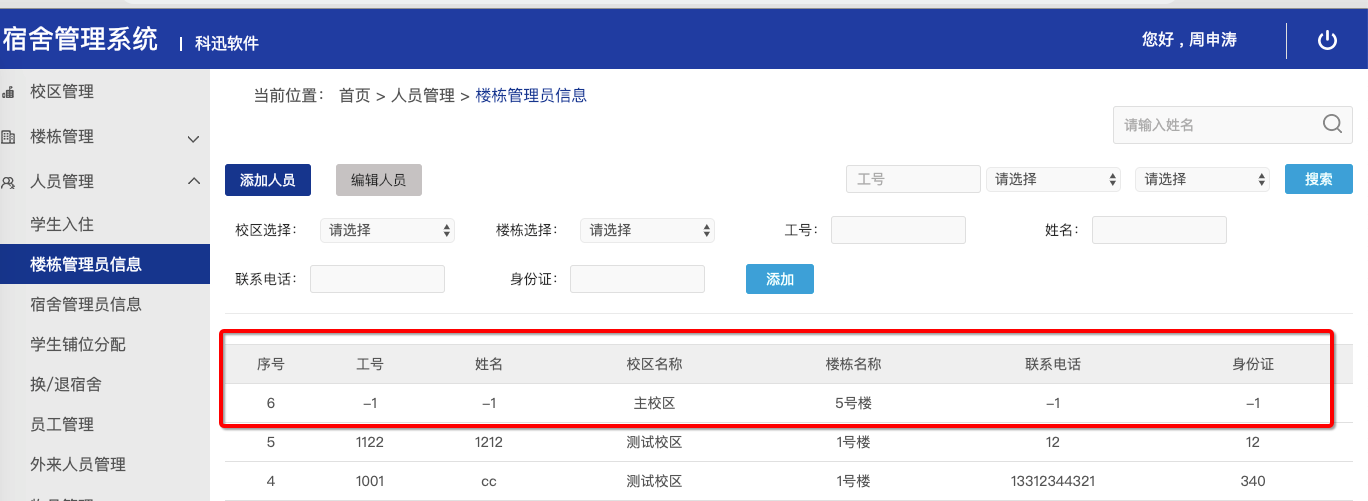 宿舍管理系统 | 科迅软件
您好 , 周申涛
校区管理
楼栋管理
人员管理
学生入住
楼栋管理员信息
宿舍管理员信息
学生铺位分配
换/退宿舍
员工管理
外来人员管理
当前位置： 首页 > 人员管理 > 楼栋管理员信息
请输入姓名
添加人员 编辑人员 工号 请选择 请选择 搜索
校区选择： 请选择 楼栋选择： 请选择 工号： 姓名：
联系电话： 身份证： 添加
序号 工号 姓名 校区名称 楼栋名称 联系电话 身份证
6 -1 -1 主校区 5号楼 -1 -1
5 1122 1212 测试校区 1号楼 12 12
4 1001 cc 测试校区 1号楼 13312344321 340